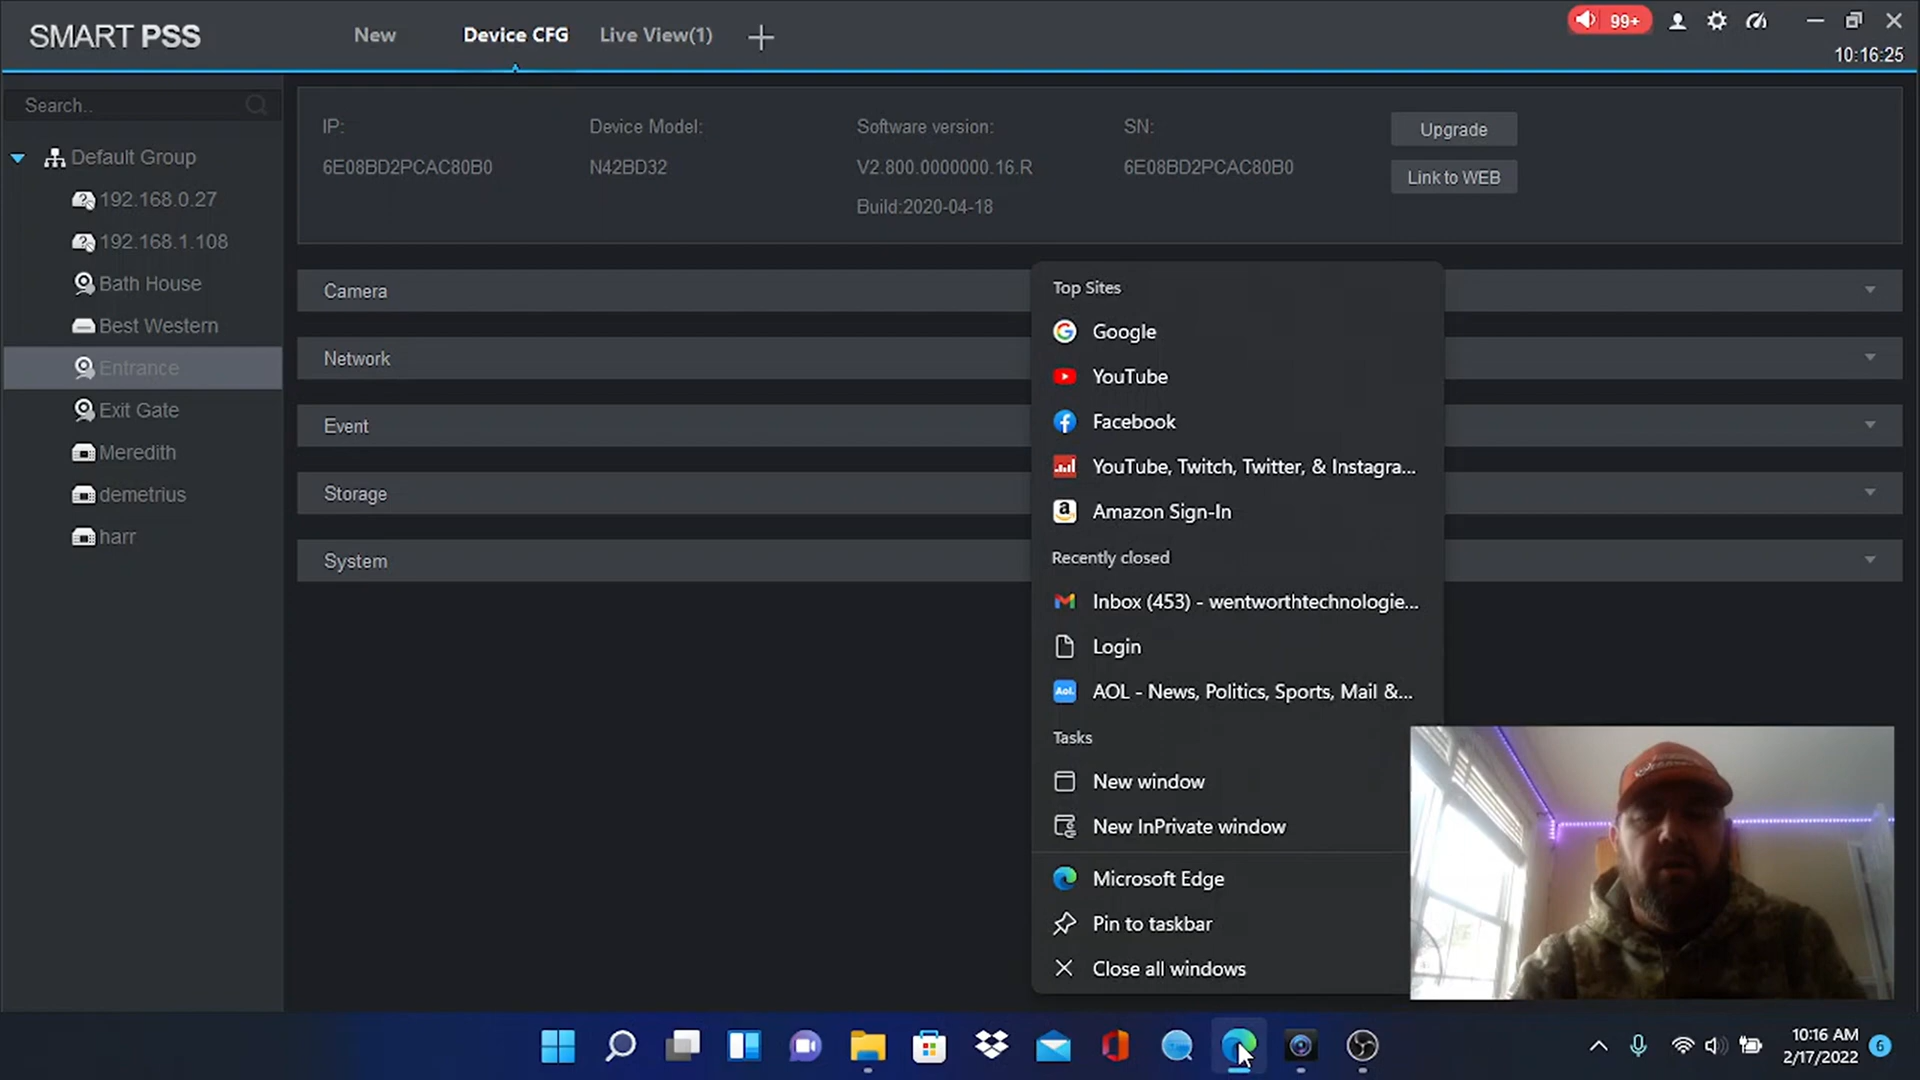 SMART PSS
New
Device CFG
Live View(1)
99+
10:16:25
Search..
Default Group
192.168.0.27
192.168.1.108
Bath House
Best Western
Entrance
Exit Gate
Meredith
demetrius
harr
IP:
6E08BD2PCAC80B0
Device Model:
N42BD32
Software version:
V2.800.0000000.16.R
Build:2020-04-18
SN:
6E08BD2PCAC80B0
Upgrade
Link to WEB
Camera
Network
Event
Storage
System
Top Sites
Google
YouTube
Facebook
YouTube, Twitch, Twitter, & Instagra...
Amazon Sign-In
Recently closed
Inbox (453) - wentworthtechnologie...
Login
Aol.
AOL - News, Politics, Sports, Mail &...
Tasks
New window
New InPrivate window
Microsoft Edge
Pin to taskbar
Close all windows
10:16 AM
2/17/2022
6